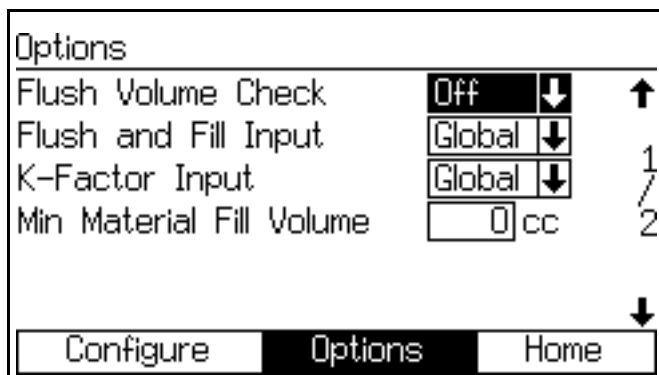 Options
Flush Volume Check Off
Flush and Fill Input Global
K-Factor Input Global
Min Material Fill Volume 0 cc
1/2
Configure Options Home